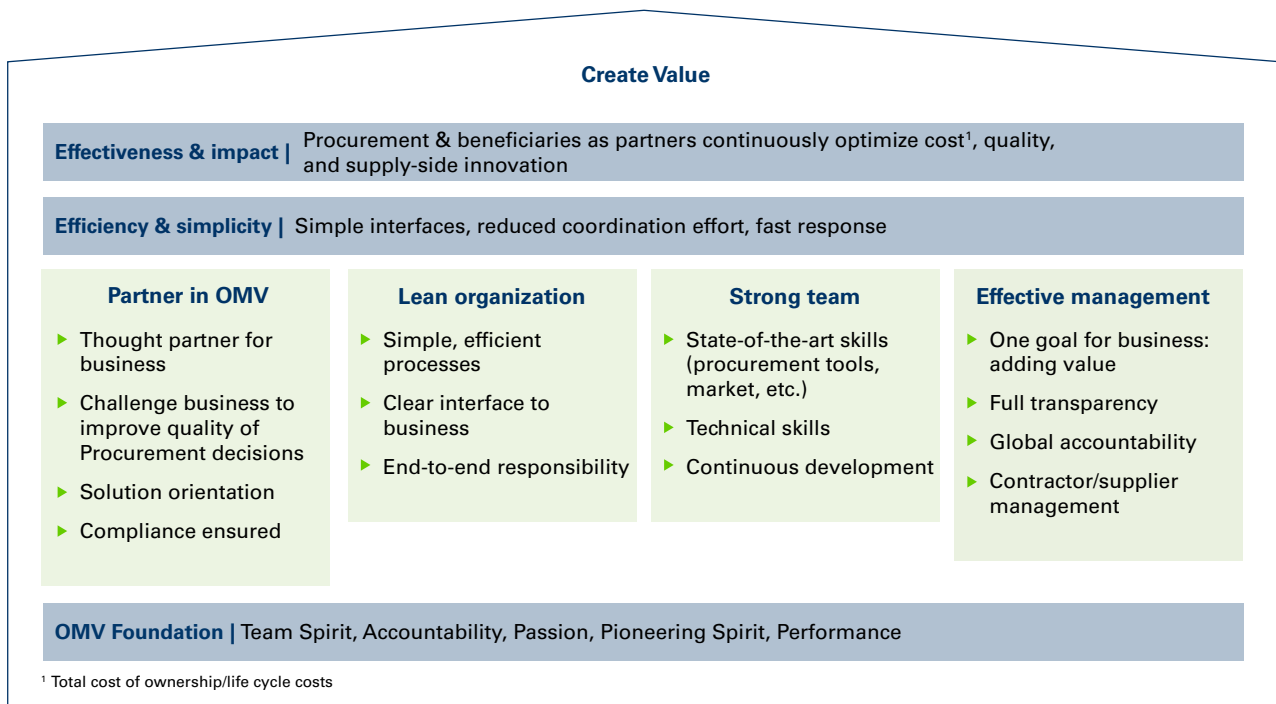 Create Value
Effectiveness & impact | Procurement & beneficiaries as partners continuously optimize cost¹, quality,
and supply-side innovation
Efficiency & simplicity | Simple interfaces, reduced coordination effort, fast response
Partner in OMV
Thought partner for
business
Challenge business to
improve quality of
Procurement decisions
Solution orientation
Compliance ensured
Lean organization
Simple, efficient
processes
Clear interface to
business
End-to-end responsibility
Strong team
State-of-the-art skills
(procurement tools,
market, etc.)
Technical skills
Continuous development
Effective management
One goal for business:
adding value
Full transparency
Global accountability
Contractor/supplier
management
OMV Foundation | Team Spirit, Accountability, Passion, Pioneering Spirit, Performance
¹ Total cost of ownership/life cycle costs